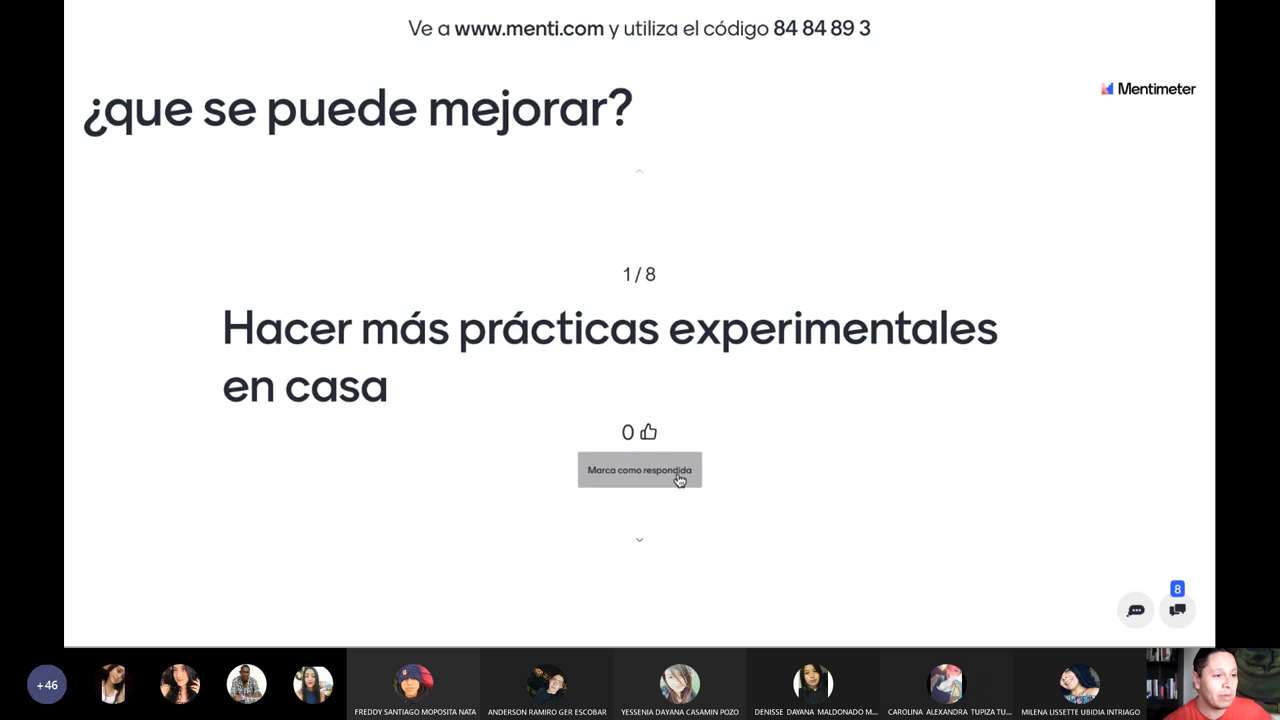 Ve a www.menti.com y utiliza el código 84 84 89 3
¿que se puede mejorar?
Mentimeter
1 / 8
Hacer más prácticas experimentales
en casa
0
Marca como respondida
8
+46
FREDDY SANTIAGO MOPOSITA NATA
ANDERSON RAMIRO GER ESCOBAR
YESSENIA DAYANA CASAMIN POZO
DENISSE DAYANA MALDONADO M...
CAROLINA ALEXANDRA TUPIZA TU...
MILENA LISSETTE UBIDIA INTRIAGO